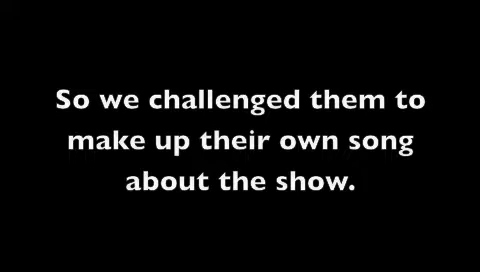 So we challenged them to
make up their own song
about the show.